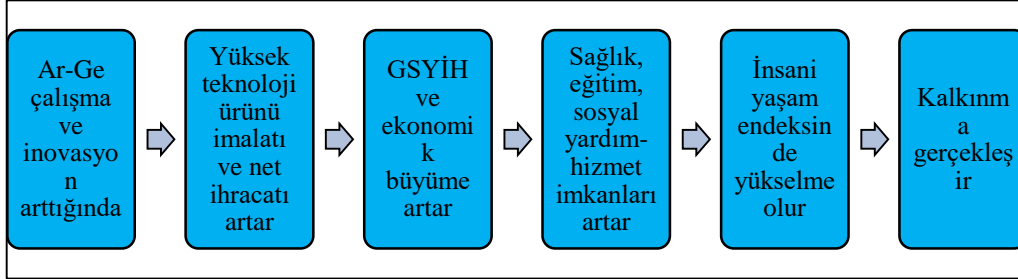 Ar-Ge
çalışma
ve
inovasyo
n
arttığında
Yüksek
teknoloji
ürünü
imalatı
ve net
ihracatı
artar
GSYİH
ve
ekonomi
k
büyüme
artar
Sağlık,
eğitim,
sosyal
yardım-
hizmet
imkanları
artar
İnsani
yaşam
endeksin
de
yükselme
olur
Kalkınm
a
gerçekleş
ir